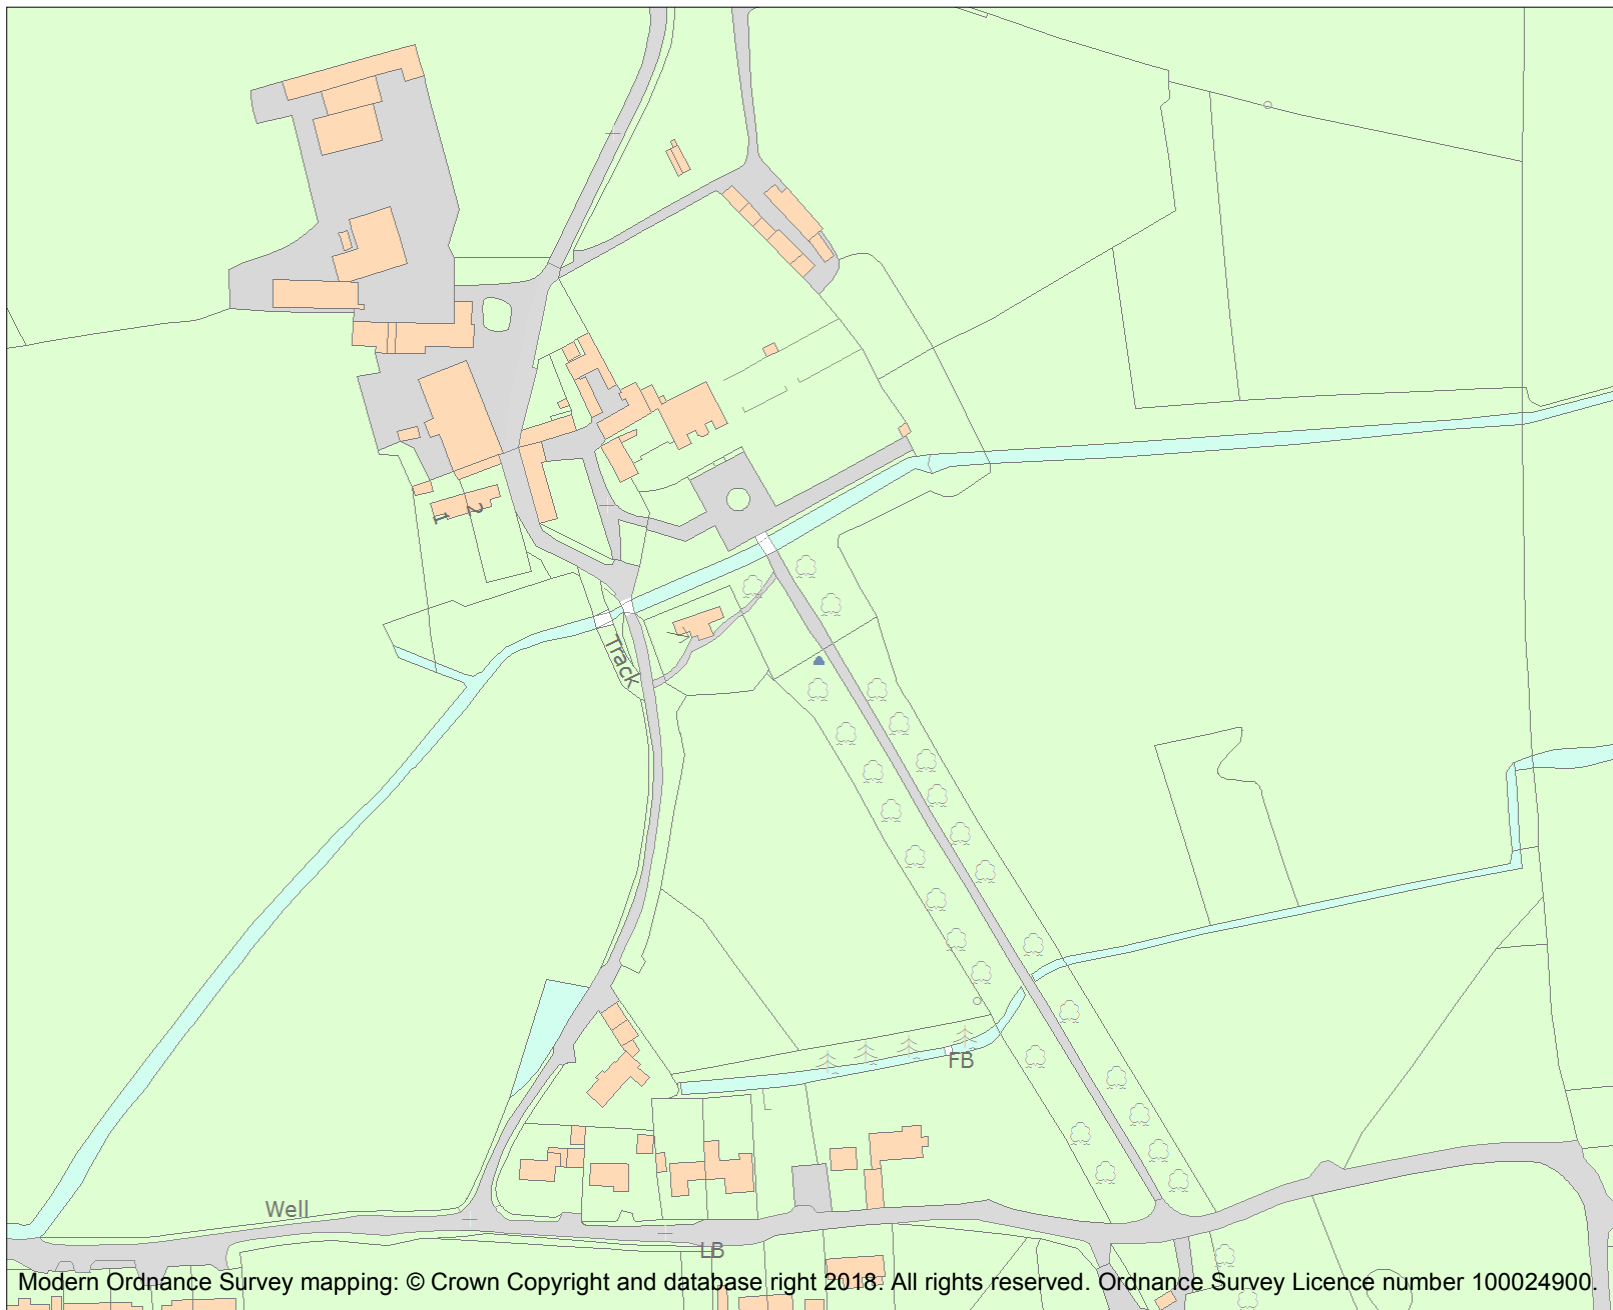 1
2
Track
FB
Well
LB
Modern Ordnance Survey mapping: © Crown Copyright and database right 2018. All rights reserved. Ordnance Survey Licence number 100024900.